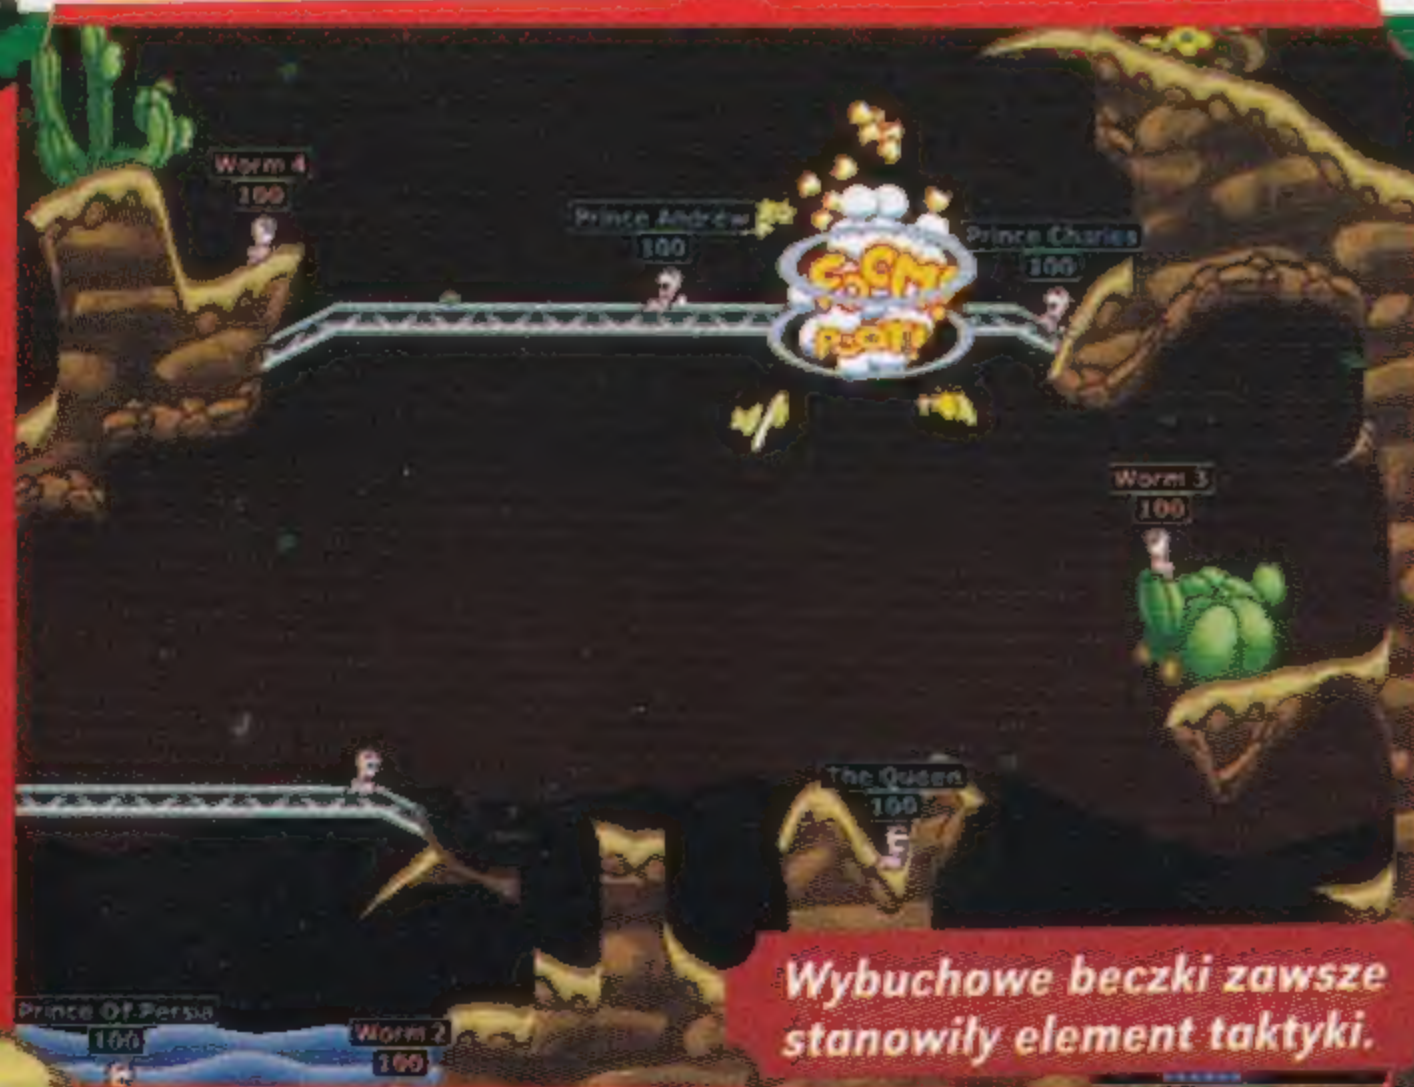 Worm 4
100
Prince Andrew
100
Prince Charles
100
POOT!
Worm 3
100
The Queen
100
Prince Of Persia
100
Worm 2
100
Wybuchowe beczki zawsze
stanowiły element taktyki.